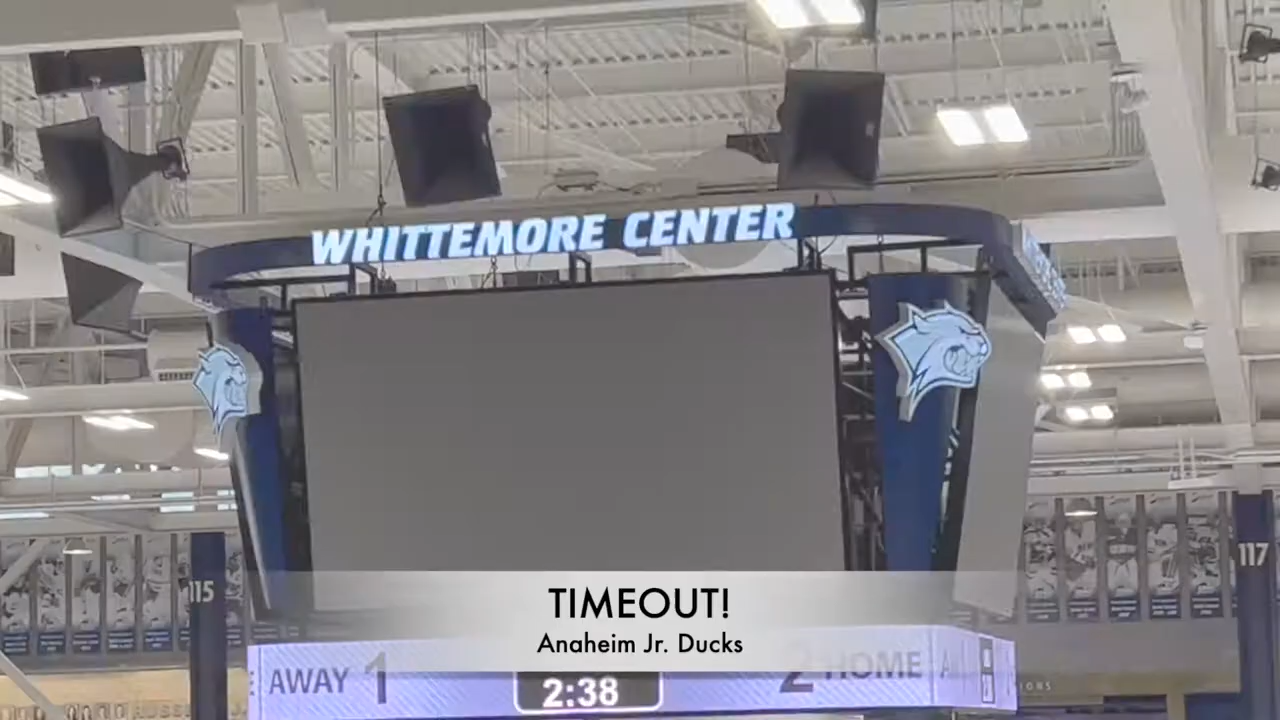 WHITTEMORE CENTER
115
117
TIMEOUT!
Anaheim Jr. Ducks
AWAY 1
2 HOME
2:38